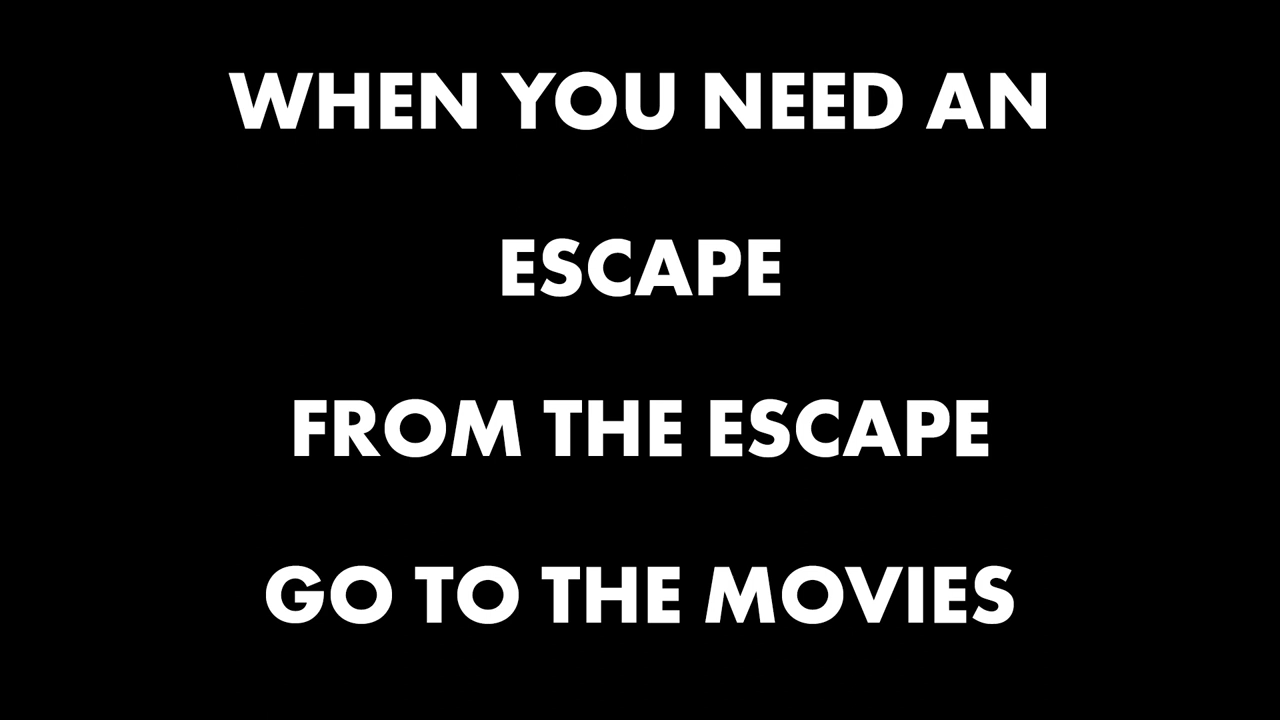 WHEN YOU NEED AN
ESCAPE
FROM THE ESCAPE
GO TO THE MOVIES